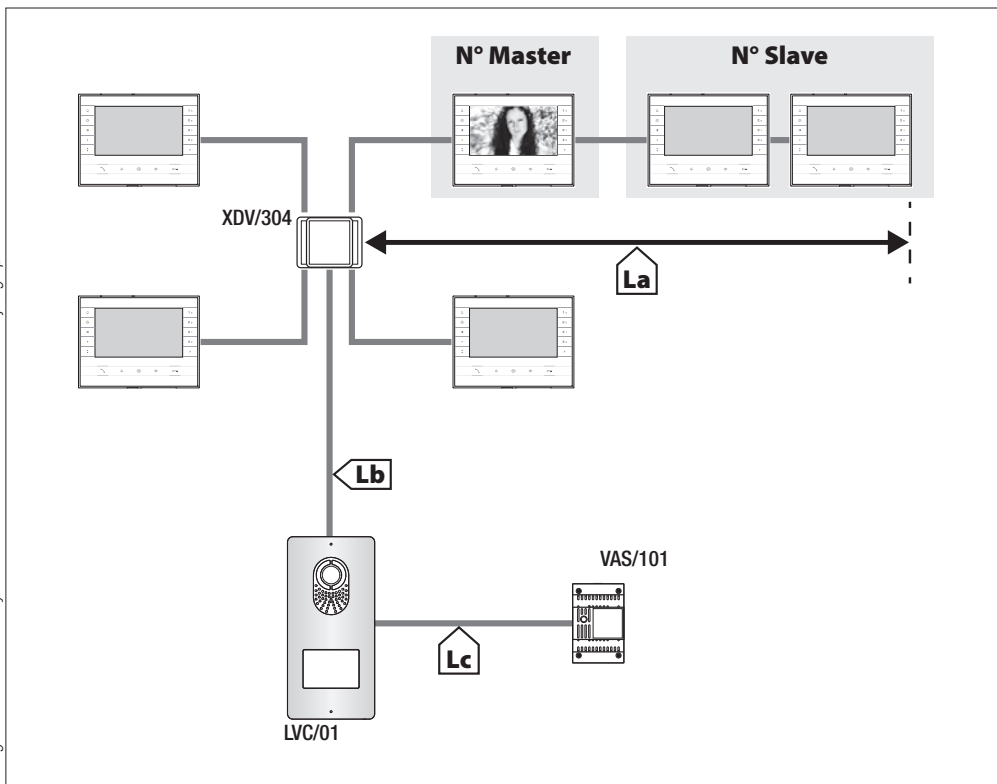 N° Master
N° Slave
XDV/304
La
Lb
VAS/101
Lc
LVC/01